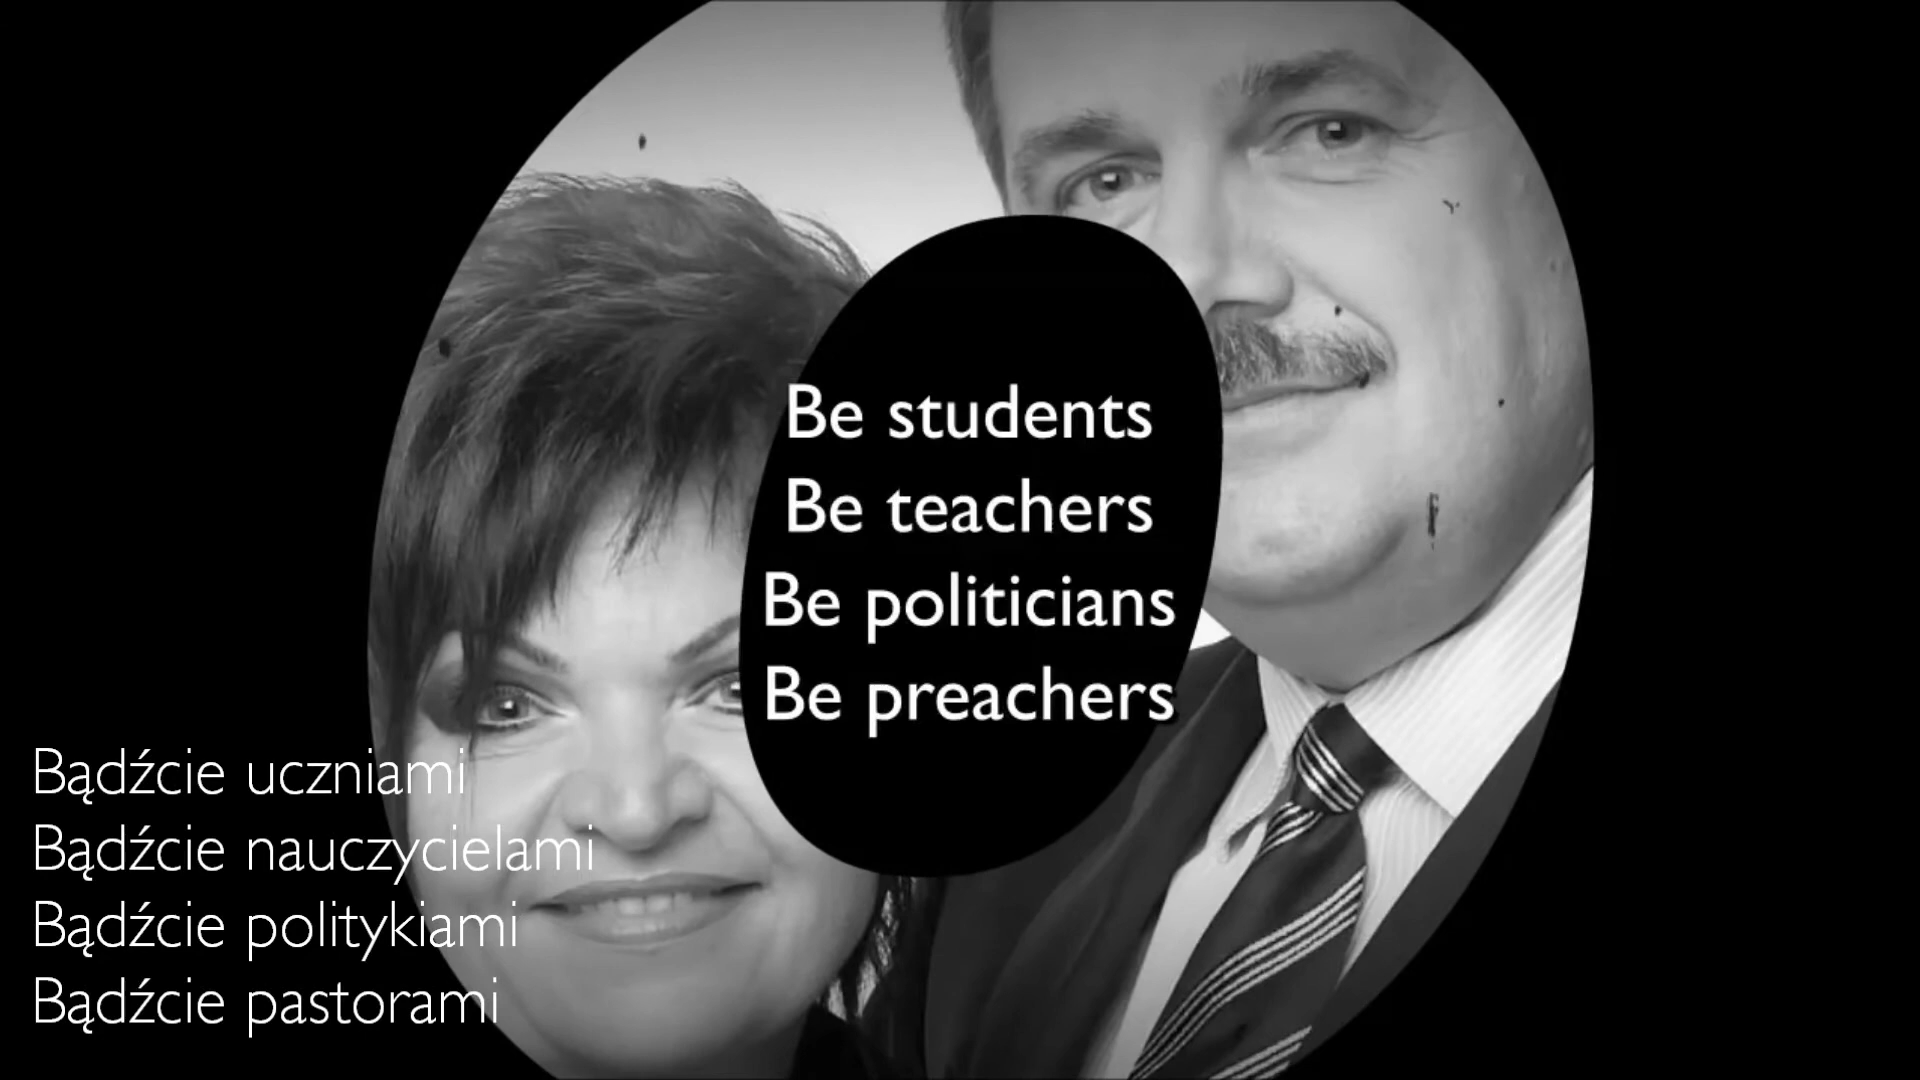 Be students
Be teachers
Be politicians
Be preachers
Bądźcie uczniami
Bądźcie nauczycielami
Bądźcie politykiami
Bądźcie pastorami